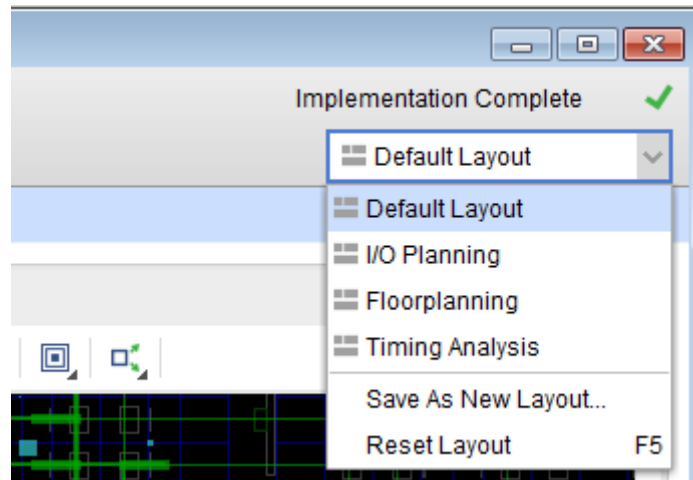 Implementation Complete
Default Layout
Default Layout
I/O Planning
Floorplanning
Timing Analysis
Save As New Layout...
Reset Layout F5